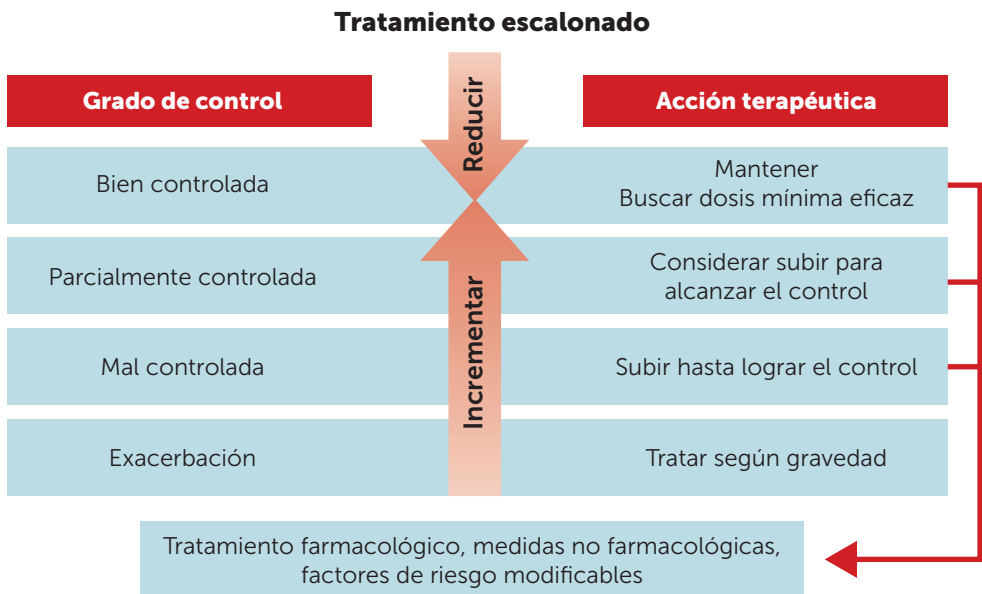 Tratamiento escalonado
Grado de control
Reducir
Acción terapéutica
Bien controlada
Mantener
Buscar dosis mínima eficaz
Parcialmente controlada
Considerar subir para
alcanzar el control
Incrementar
Mal controlada
Subir hasta lograr el control
Exacerbación
Tratar según gravedad
Tratamiento farmacológico, medidas no farmacológicas,
factores de riesgo modificables